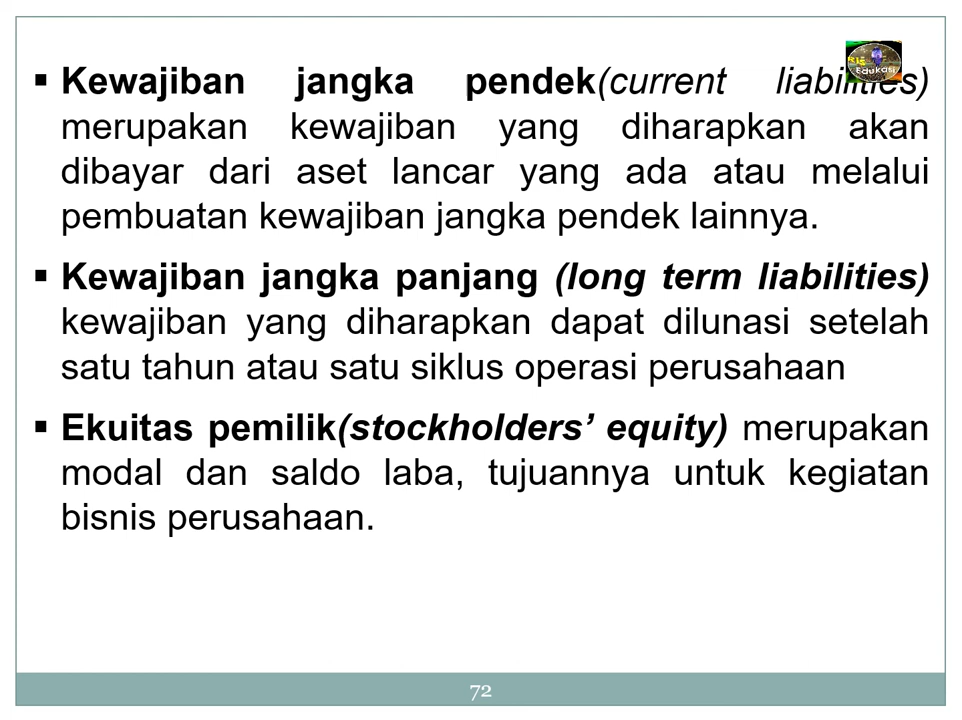 ▪ Kewajiban jangka pendek(current liabilities)
merupakan kewajiban yang diharapkan akan
dibayar dari aset lancar yang ada atau melalui
pembuatan kewajiban jangka pendek lainnya.
▪ Kewajiban jangka panjang (long term liabilities)
kewajiban yang diharapkan dapat dilunasi setelah
satu tahun atau satu siklus operasi perusahaan
▪ Ekuitas pemilik(stockholders’ equity) merupakan
modal dan saldo laba, tujuannya untuk kegiatan
bisnis perusahaan.
Edukasi
72